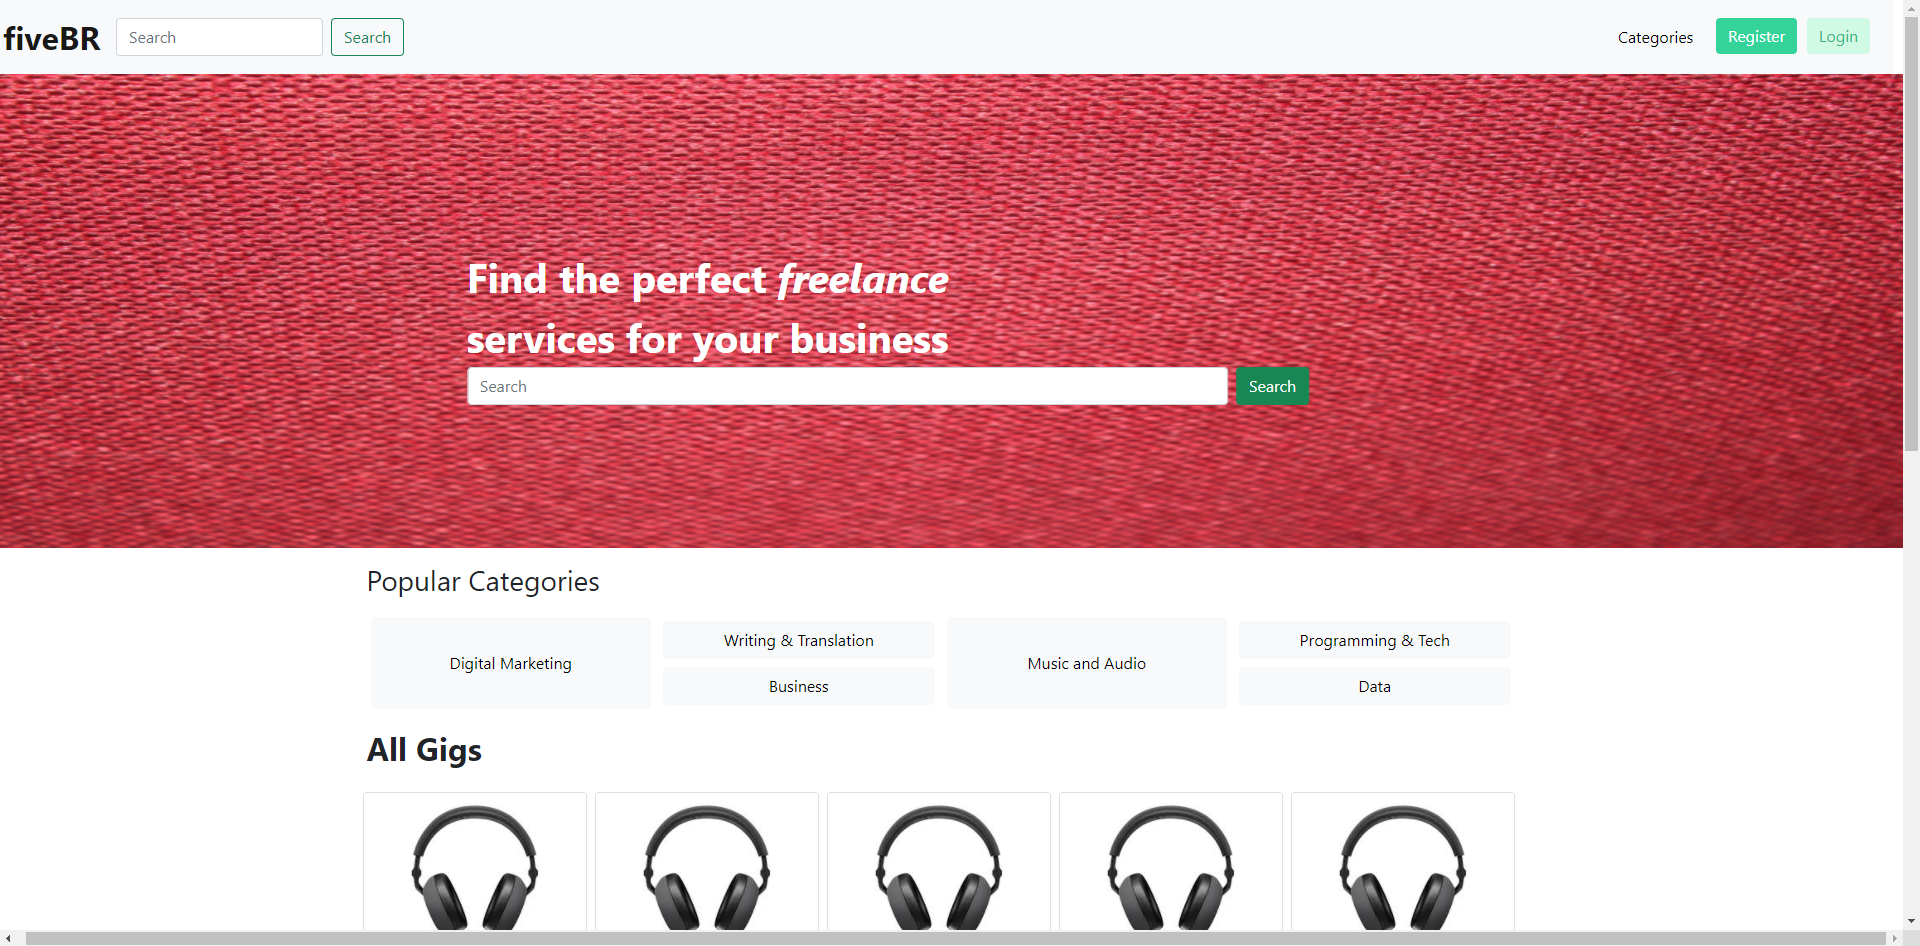 fiveBR
Search
Search
Categories
Register
Login
Find the perfect freelance
services for your business
Search
Search
Popular Categories
Digital Marketing
Writing & Translation
Business
Music and Audio
Programming & Tech
Data
All Gigs